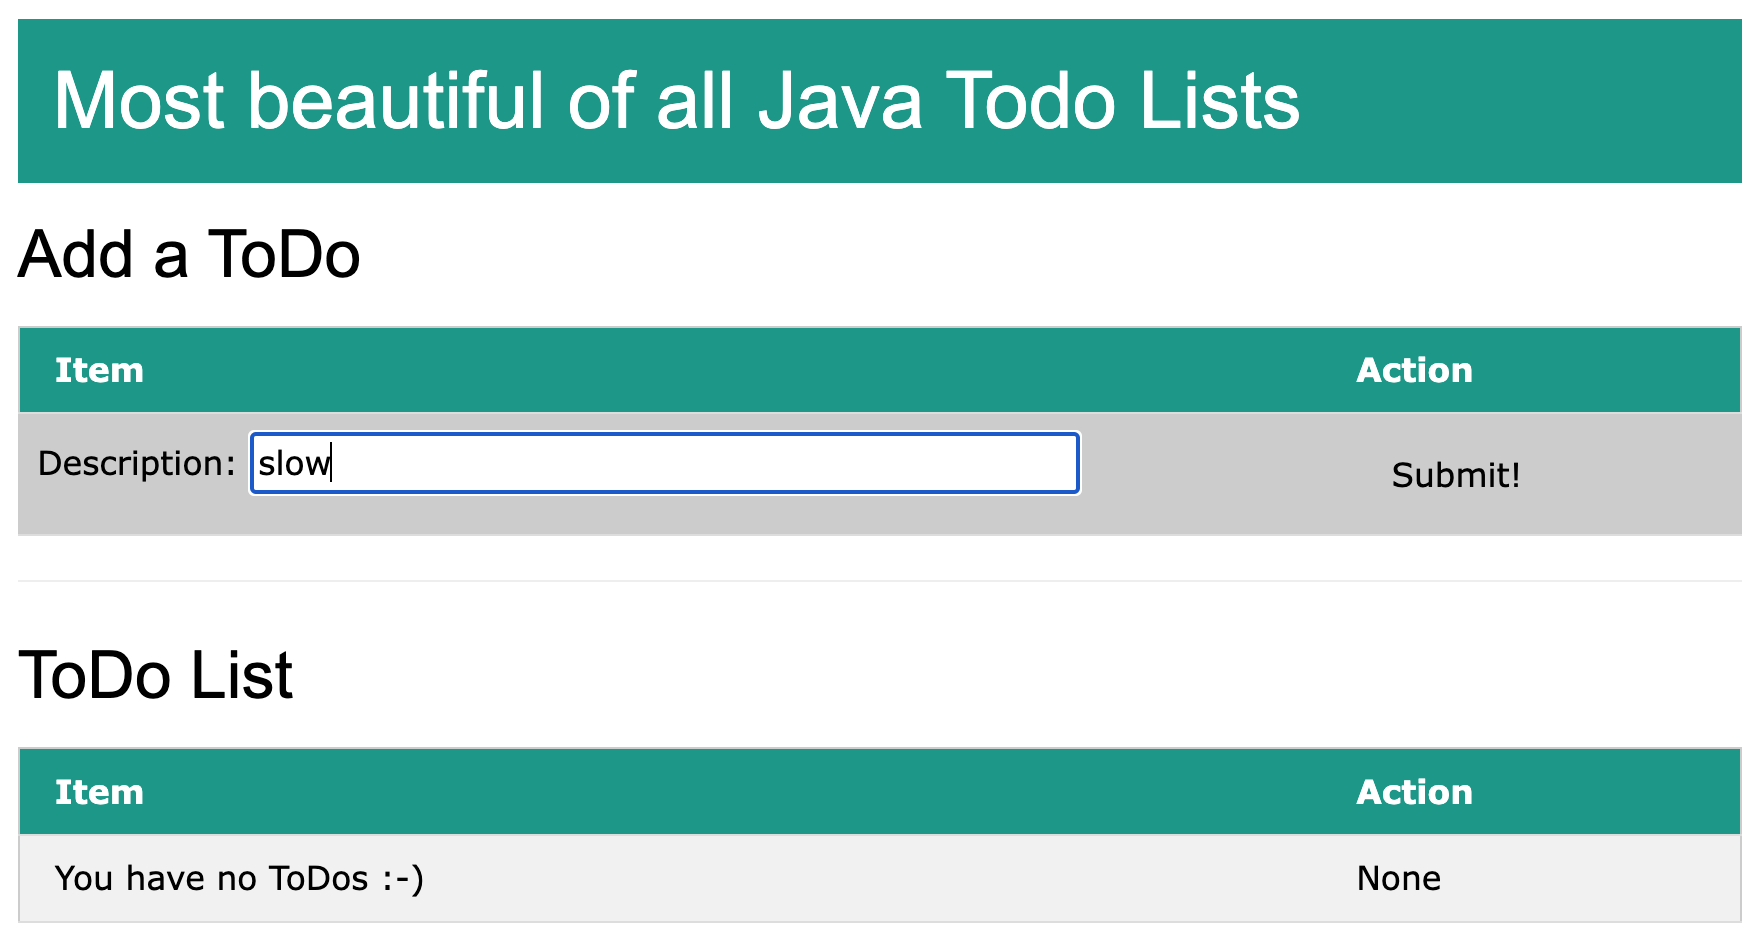 Most beautiful of all Java Todo Lists
Add a ToDo
Item Action
Description: slow Submit!
ToDo List
Item Action
You have no ToDos :-) None